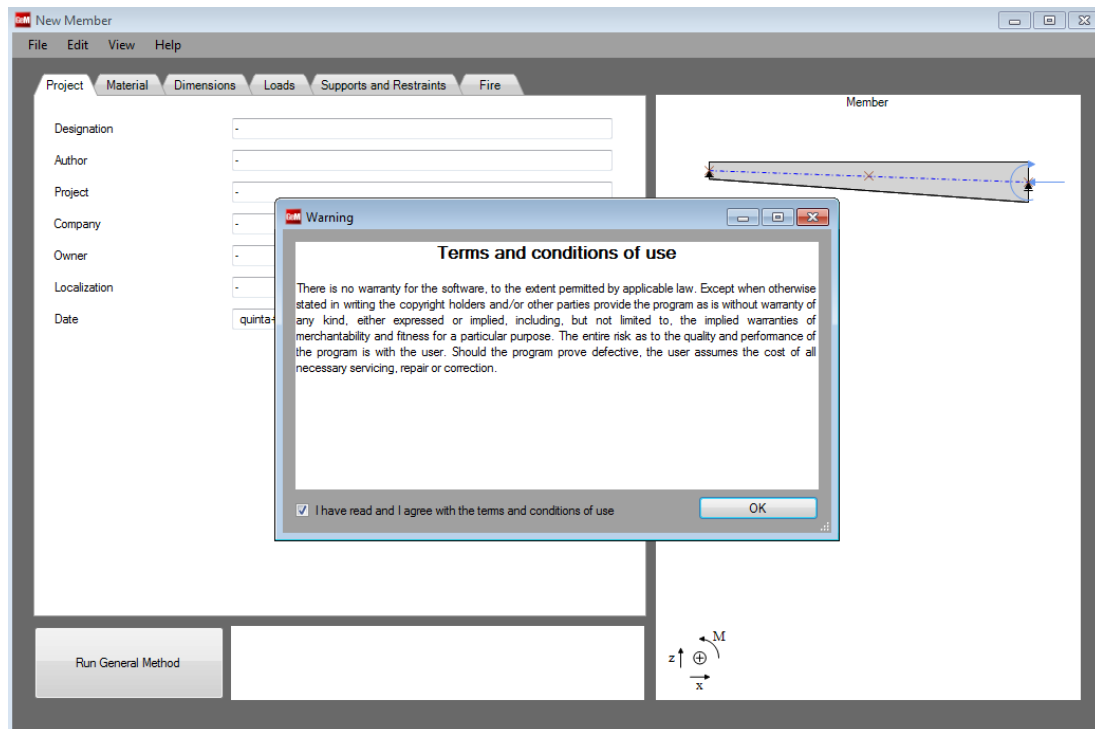 GeM New Member
File Edit View Help
Project Material Dimensions Loads Supports and Restraints Fire
Member
Designation -
Author -
Project -
Company -
Owner -
Localization -
Date quinta-
Warning
Terms and conditions of use
There is no warranty for the software, to the extent permitted by applicable law. Except when otherwise
stated in writing the copyright holders and/or other parties provide the program as is without warranty of
any kind, either expressed or implied, including, but not limited to, the implied warranties of
merchantability and fitness for a particular purpose. The entire risk as to the quality and performance of
the program is with the user. Should the program prove defective, the user assumes the cost of all
necessary servicing, repair or correction.
I have read and I agree with the terms and conditions of use
OK
Run General Method
M
z
x